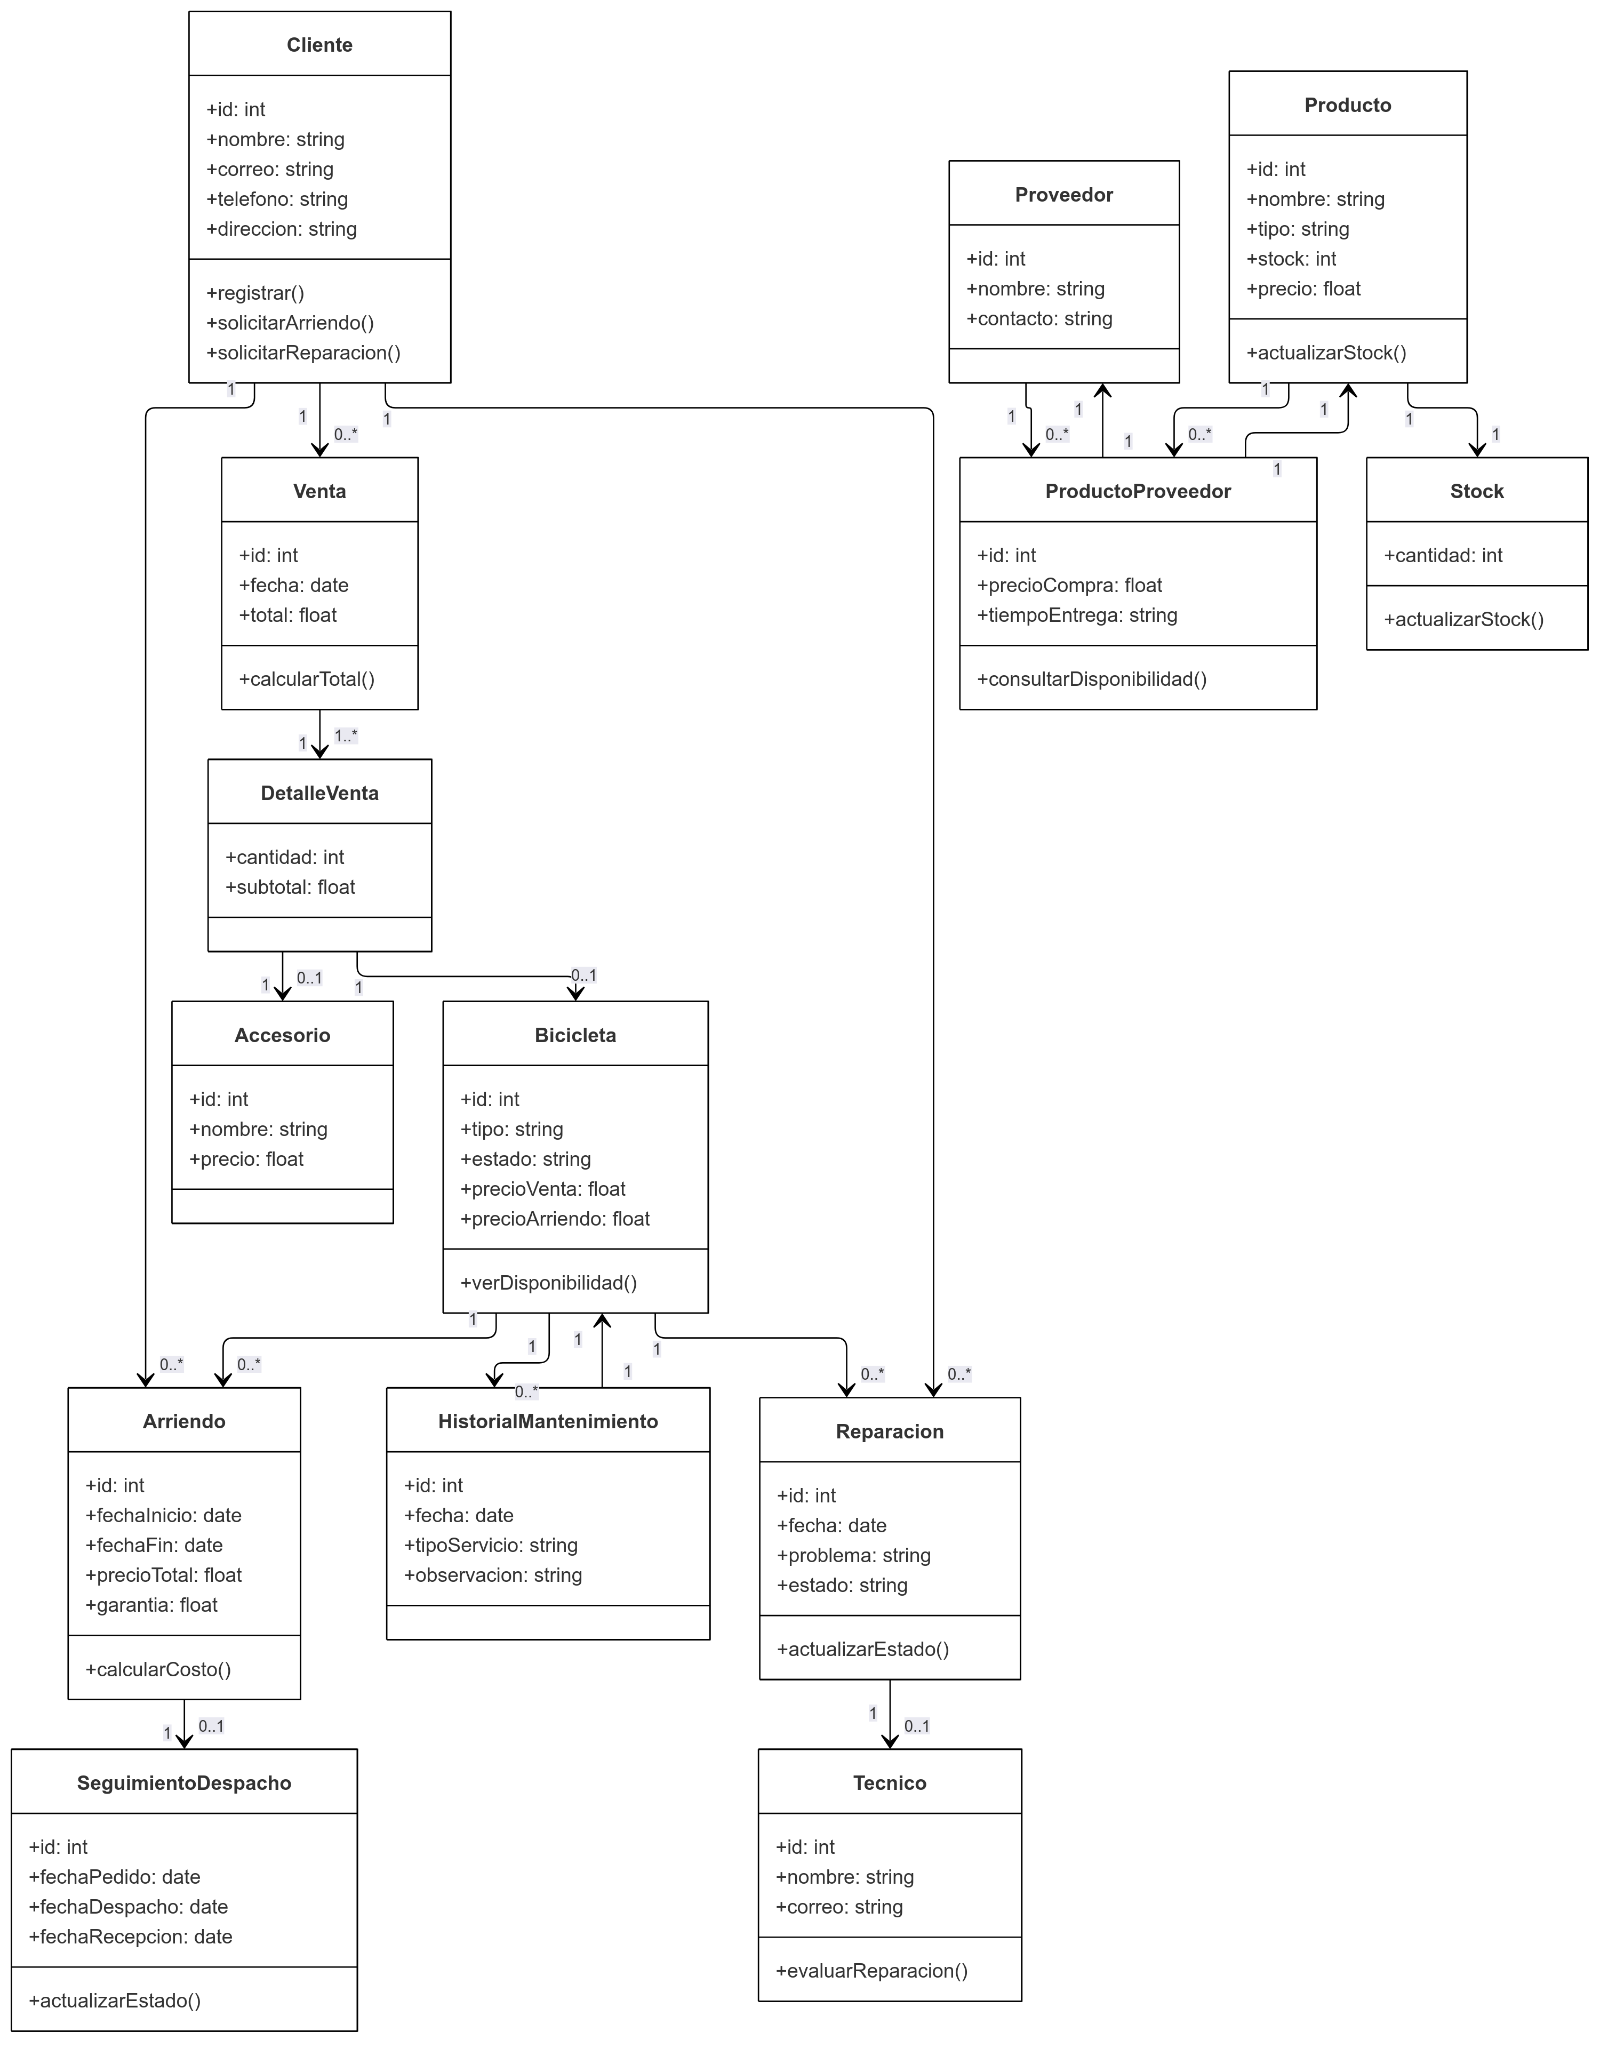 Cliente
+id: int
+nombre: string
+correo: string
+telefono: string
+direccion: string
+registrar()
+solicitarArriendo()
+solicitarReparacion()
Proveedor
+id: int
+nombre: string
+contacto: string
Producto
+id: int
+nombre: string
+tipo: string
+stock: int
+precio: float
+actualizarStock()
1
1
0..*
1
1
0..*
1
1
1
0..*
1
1
1
1
Venta
+id: int
+fecha: date
+total: float
+calcularTotal()
ProductoProveedor
+id: int
+precioCompra: float
+tiempoEntrega: string
+consultarDisponibilidad()
Stock
+cantidad: int
+actualizarStock()
1
1..*
DetalleVenta
+cantidad: int
+subtotal: float
1
0..1
1
0..1
Accesorio
+id: int
+nombre: string
+precio: float
Bicicleta
+id: int
+tipo: string
+estado: string
+precioVenta: float
+precioArriendo: float
+verDisponibilidad()
0..*
1
0..*
1
0..*
1
1
1
0..*
0..*
Arriendo
+id: int
+fechaInicio: date
+fechaFin: date
+precioTotal: float
+garantia: float
+calcularCosto()
HistorialMantenimiento
+id: int
+fecha: date
+tipoServicio: string
+observacion: string
Reparacion
+id: int
+fecha: date
+problema: string
+estado: string
+actualizarEstado()
1
0..1
1
0..1
SeguimientoDespacho
+id: int
+fechaPedido: date
+fechaDespacho: date
+fechaRecepcion: date
+actualizarEstado()
Tecnico
+id: int
+nombre: string
+correo: string
+evaluarReparacion()